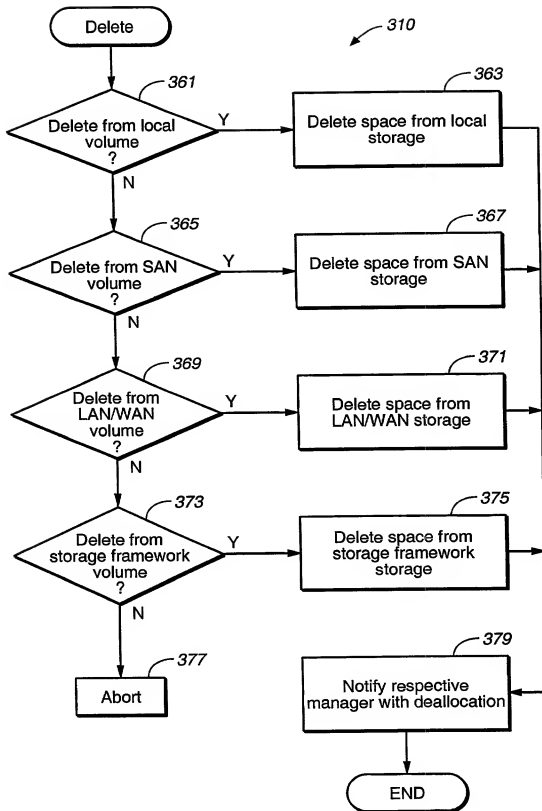 Delete
310
361
Delete from local
volume
?
Y
N
363
Delete space from local
storage
365
Delete from SAN
volume
?
Y
N
367
Delete space from SAN
storage
369
Delete from
LAN/WAN
volume
?
Y
N
371
Delete space from
LAN/WAN storage
373
Delete from
storage framework
volume
?
Y
N
375
Delete space from
storage framework
storage
377
Abort
379
Notify respective
manager with deallocation
END